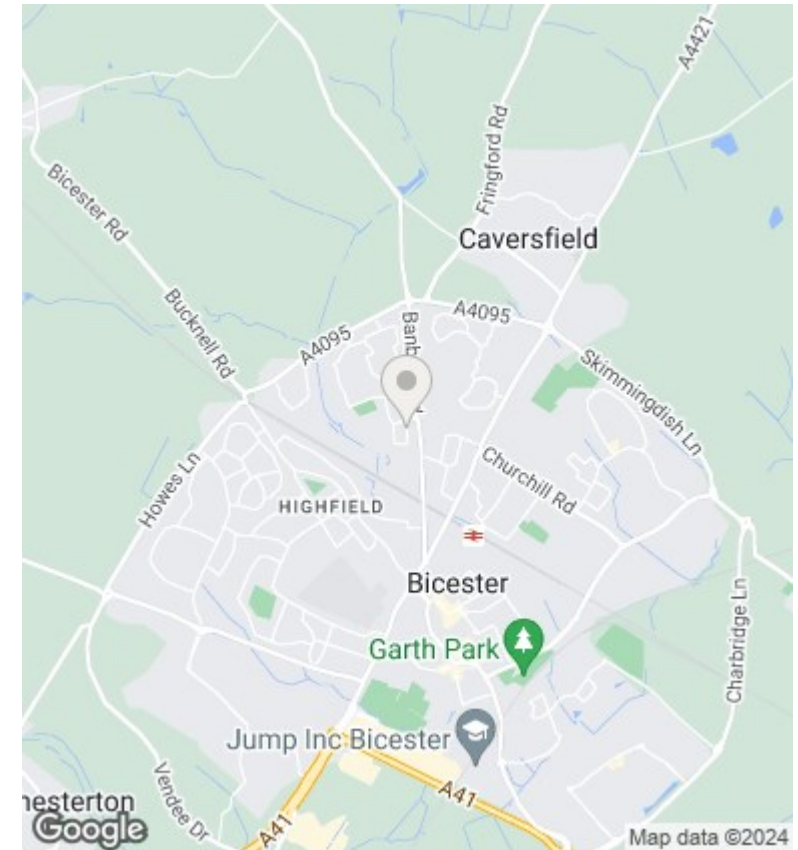 A4421
Fringford Rd
Bicester Rd
Caversfield
Bucknell Rd
A4095
A4095
Banb
Skimmingdish Ln
Howes Ln
Churchill Rd
HIGHFIELD
Bicester
Charbridge Ln
Garth Park
Jump Inc Bicester
Vendee Dr
A41
A41
hesterton
Google
Map data ©2024